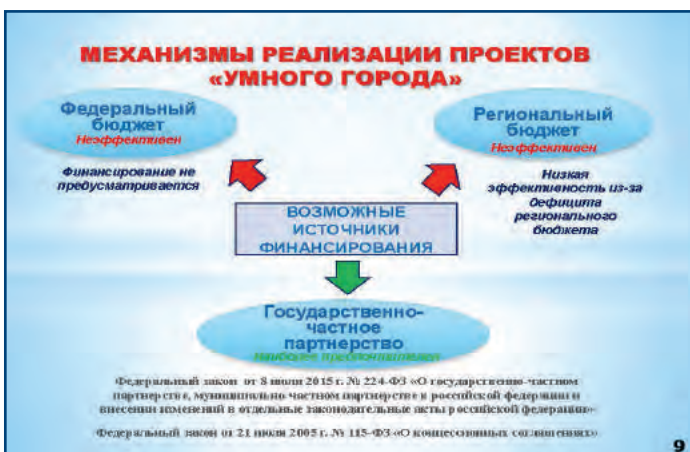 МЕХАНИЗМЫ РЕАЛИЗАЦИИ ПРОЕКТОВ
«УМНОГО ГОРОДА»
Федеральный
бюджет
Неэффективен
Финансирование не
предусматривается
Региональный
бюджет
Неэффективен
Низкая
эффективность из-за
дефицита
регионального
бюджета
ВОЗМОЖНЫЕ
ИСТОЧНИКИ
ФИНАНСИРОВАНИЯ
Государственно-
частное
партнерство
Наиболее предпочтителен
Федеральный закон от 8 июля 2015 г. № 224-ФЗ «О государственно-частном
партнерстве, муниципально частном партнерстве в российской федерации и
внесении изменений в отдельные законодательные акты российской федерации»
Федеральный закон от 21 июля 2005 г. № 115-ФЗ «О концессионных соглашениях»
9